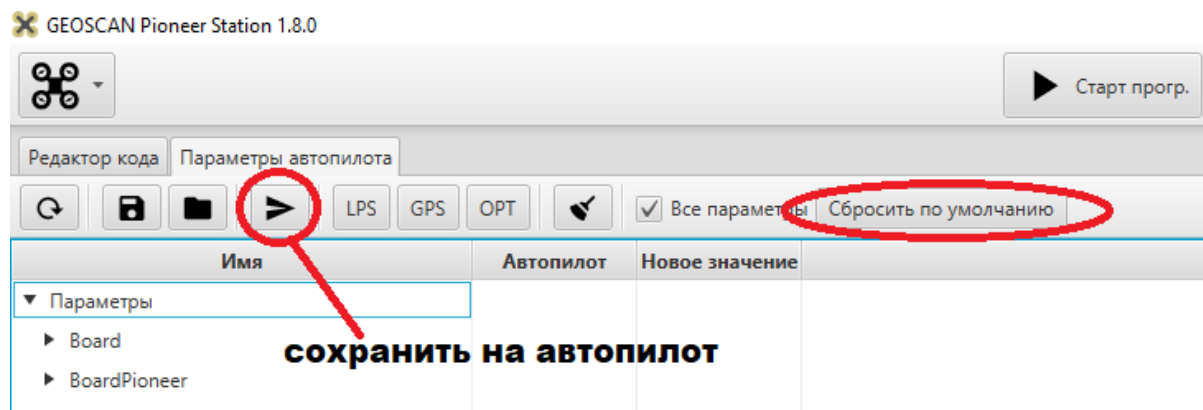 GEOSCAN Pioneer Station 1.8.0
Старт прогр.
Редактор кода Параметры автопилота
LPS GPS OPT Все параметры Сбросить по умолчанию
Имя Автопилот Новое значение
Параметры
Board
сохранить на автопилот
BoardPioneer